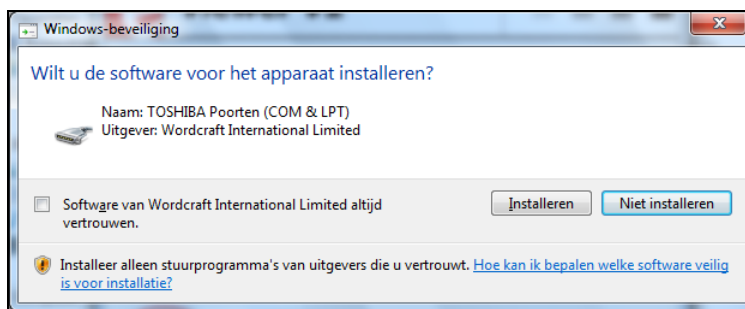 Windows-beveiliging
Wilt u de software voor het apparaat installeren?
Naam: TOSHIBA Poorten (COM & LPT)
Uitgever: Wordcraft International Limited
Software van Wordcraft International Limited altijd
vertrouwen.
Installeren
Niet installeren
Installeer alleen stuurprogramma's van uitgevers die u vertrouwt. Hoe kan ik bepalen welke software veilig
is voor installatie?